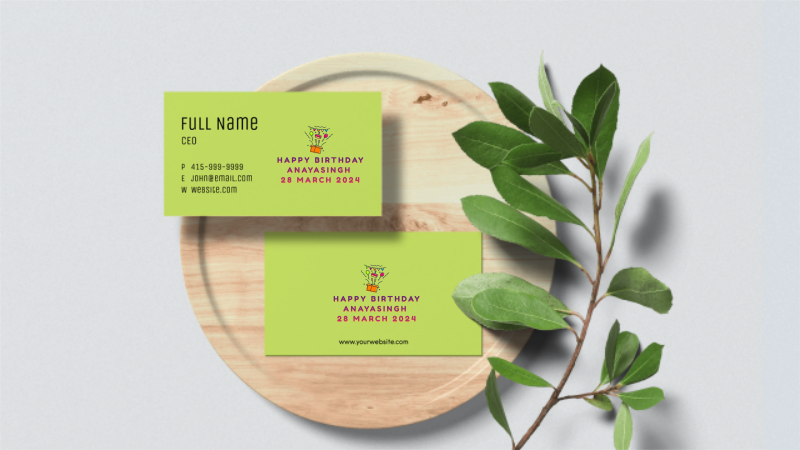 Full Name
CEO
P 415-999-9999
E john@email.com
W website.com
HAPPY BIRTHDAY
ANAYASINGH
28 MARCH 2024
HAPPY BIRTHDAY
ANAYASINGH
28 MARCH 2024
www.yourwebsite.com